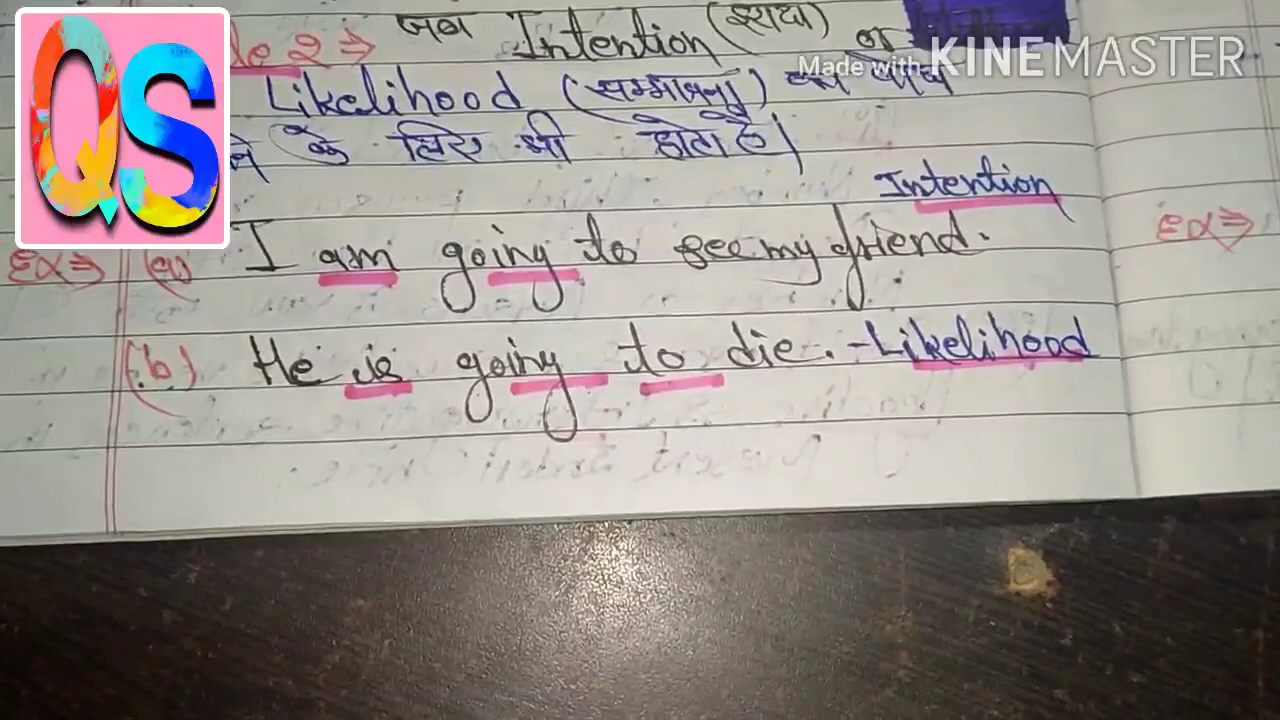 QS
Made with KINEMASTER
जब Intention (इरादा) or
Likelihood (सम्भावना) का बोध
ने के लिए भी होता है।
Intention
Ex⇒ (a) I am going to see my friend.
Ex⇒
(b) He is going to die. - Likelihood